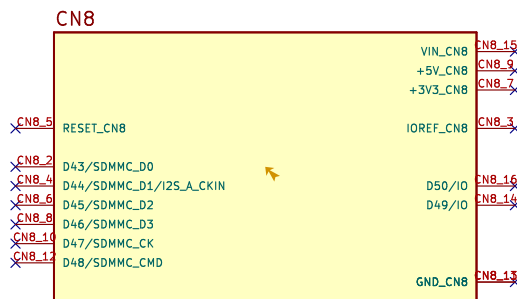 CN8
VIN_CN8 CN8_15
+5V_CN8 CN8_9
+3V3_CN8 CN8_7
CN8_5 RESET_CN8 IOREF_CN8 CN8_3
CN8_2 D43/SDMMC_D0
CN8_4 D44/SDMMC_D1/I2S_A_CKIN D50/IO CN8_16
CN8_6 D45/SDMMC_D2 D49/IO CN8_14
CN8_8 D46/SDMMC_D3
CN8_10 D47/SDMMC_CK
CN8_12 D48/SDMMC_CMD
GND_CN8